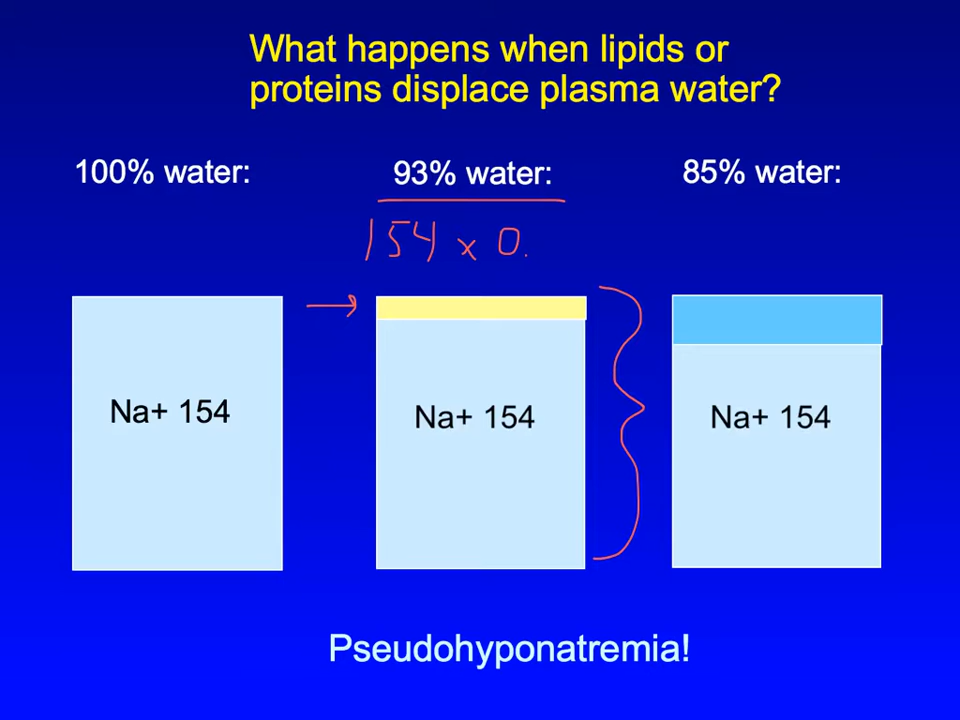 What happens when lipids or
proteins displace plasma water?
100% water:
93% water:
85% water:
154 x 0.
Na+ 154
Na+ 154
Na+ 154
Pseudohyponatremia!